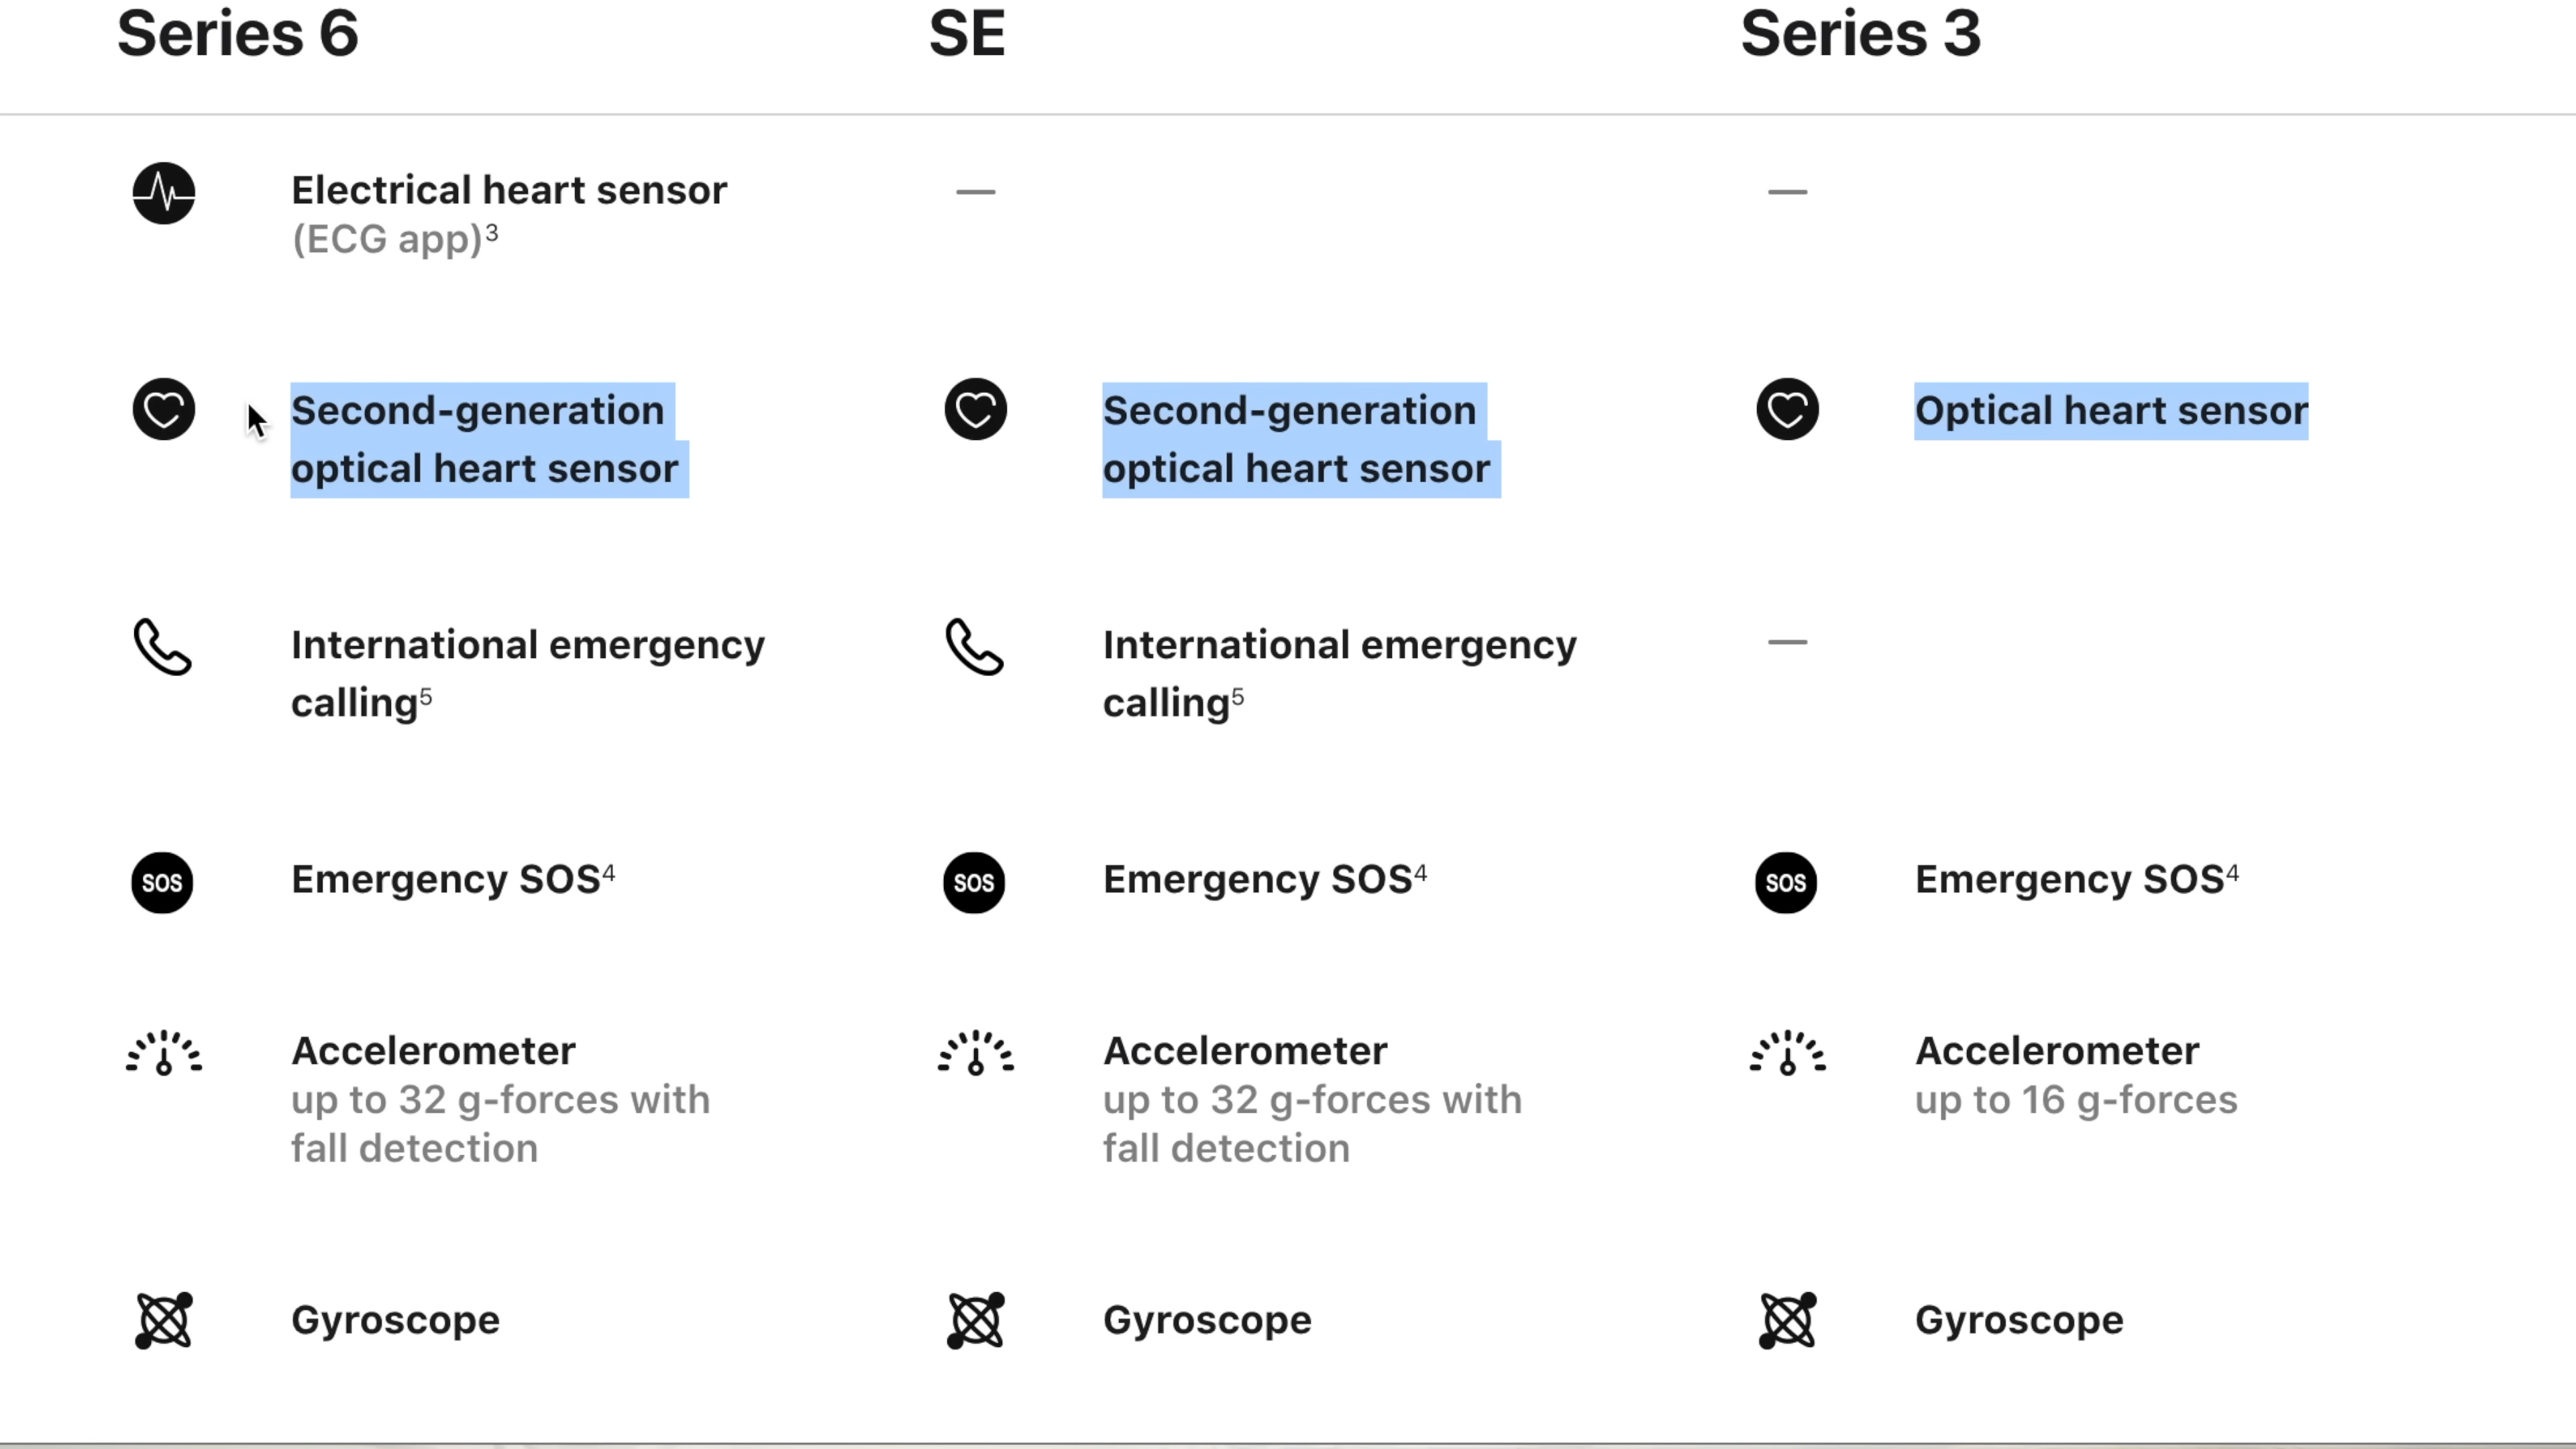 Series 6
SE
Series 3
Electrical heart sensor
(ECG app)³
—
—
Second-generation
optical heart sensor
Second-generation
optical heart sensor
Optical heart sensor
International emergency
calling⁵
International emergency
calling⁵
—
SOS
Emergency SOS⁴
SOS
Emergency SOS⁴
SOS
Emergency SOS⁴
Accelerometer
up to 32 g-forces with
fall detection
Accelerometer
up to 32 g-forces with
fall detection
Accelerometer
up to 16 g-forces
Gyroscope
Gyroscope
Gyroscope